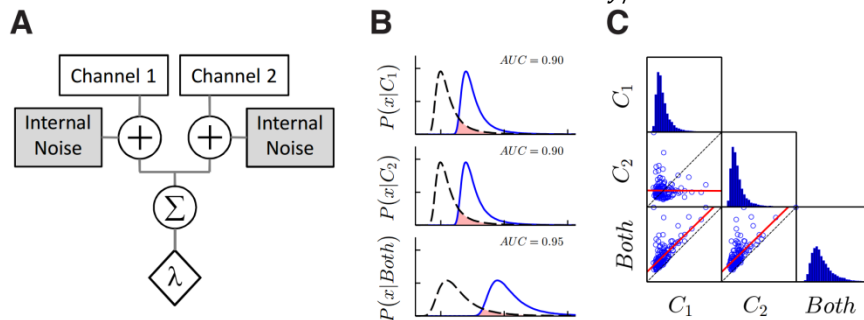 A
Channel 1
Channel 2
Internal
Noise
+
+
Internal
Noise
Σ
λ
B
P(x|C₁)
AUC = 0.90
P(x|C₂)
AUC = 0.90
P(x|Both)
AUC = 0.95
C
C₁
C₂
Both
C₁
C₂
Both